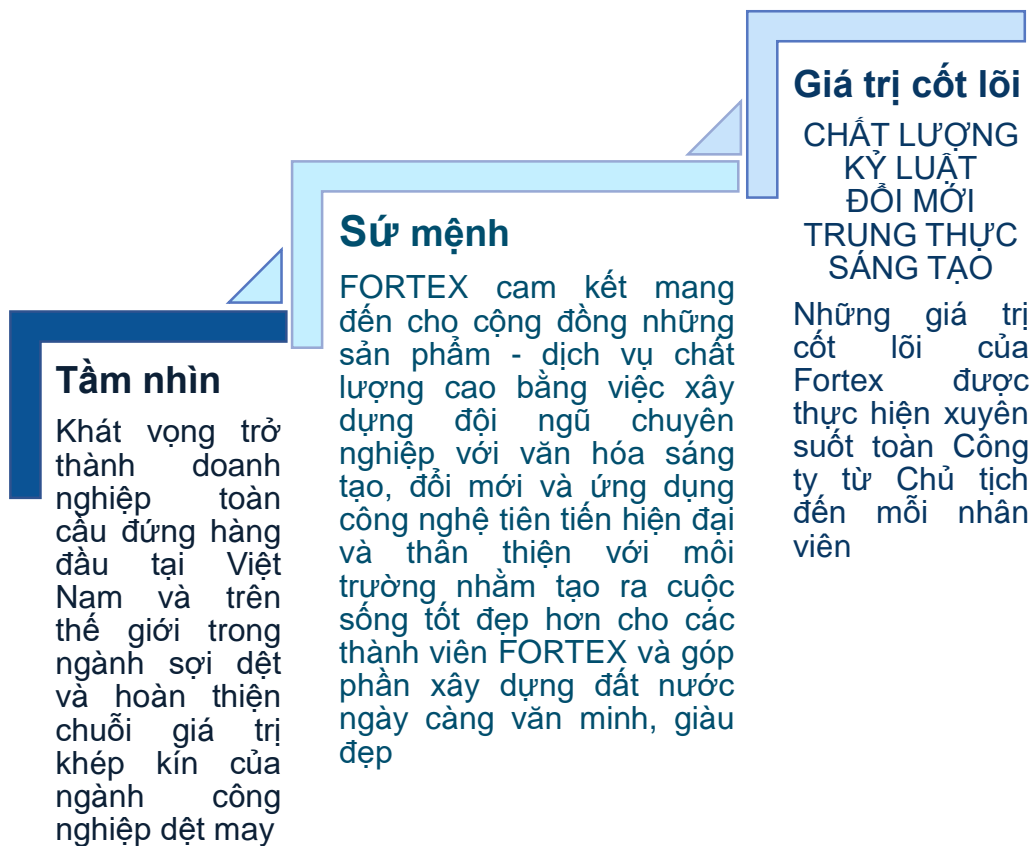 Tầm nhìn
Khát vọng trở
thành doanh
nghiệp toàn
cầu đứng hàng
đầu tại Việt
Nam và trên
thế giới trong
ngành sợi dệt
và hoàn thiện
chuỗi giá trị
khép kín của
ngành công
nghiệp dệt may
Sứ mệnh
FORTEX cam kết mang
đến cho cộng đồng những
sản phẩm - dịch vụ chất
lượng cao bằng việc xây
dựng đội ngũ chuyên
nghiệp với văn hóa sáng
tạo, đổi mới và ứng dụng
công nghệ tiên tiến hiện đại
và thân thiện với môi
trường nhằm tạo ra cuộc
sống tốt đẹp hơn cho các
thành viên FORTEX và góp
phần xây dựng đất nước
ngày càng văn minh, giàu
đẹp
Giá trị cốt lõi
CHẤT LƯỢNG
KỶ LUẬT
ĐỔI MỚI
TRUNG THỰC
SÁNG TẠO
Những giá trị
cốt lõi của
Fortex được
thực hiện xuyên
suốt toàn Công
ty từ Chủ tịch
đến mỗi nhân
viên